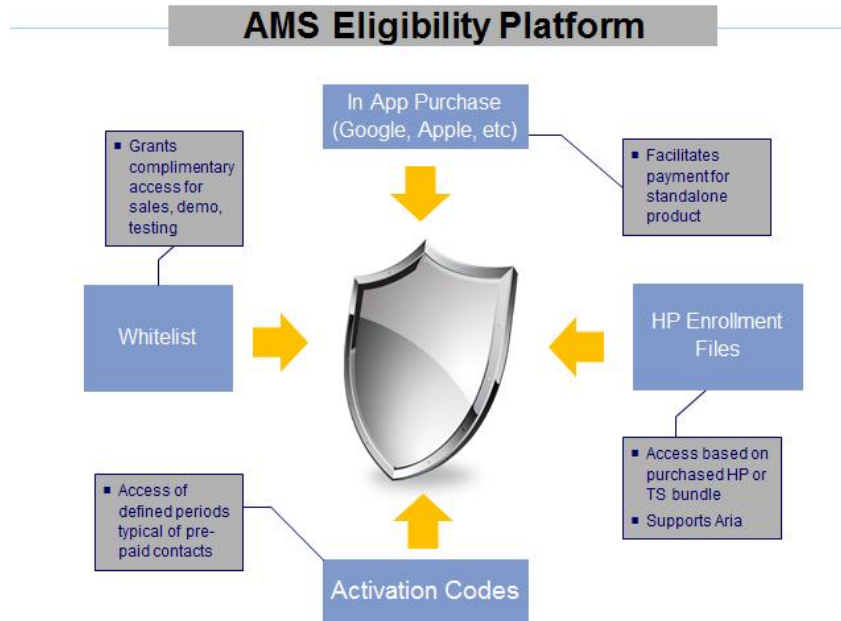 AMS Eligibility Platform
In App Purchase
(Google, Apple, etc)
▪ Grants
complimentary
access for
sales, demo,
testing
▪ Facilitates
payment for
standalone
product
Whitelist
HP Enrollment
Files
▪ Access of
defined periods
typical of pre-
paid contacts
▪ Access based on
purchased HP or
TS bundle
▪ Supports Aria
Activation Codes